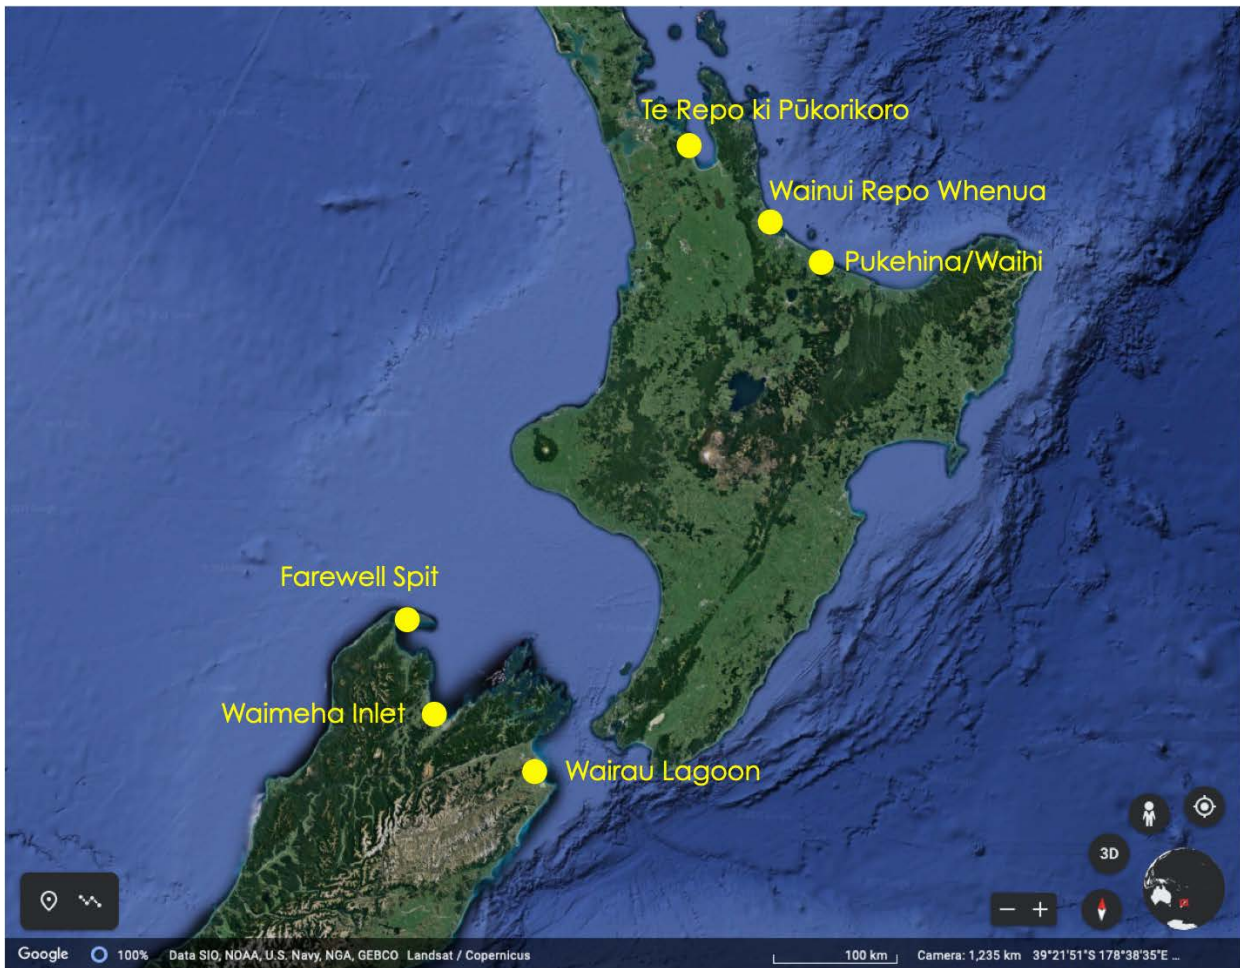 Te Repo ki Pūkorikoro
Wainui Repo Whenua
Pukehina/Waihi
Farewell Spit
Waimeha Inlet
Wairau Lagoon
3D
Google 100% Data SIO, NOAA, U.S. Navy, NGA, GEBCO Landsat / Copernicus 100 km Camera: 1,235 km 39°21'51"S 178°38'35"E ...